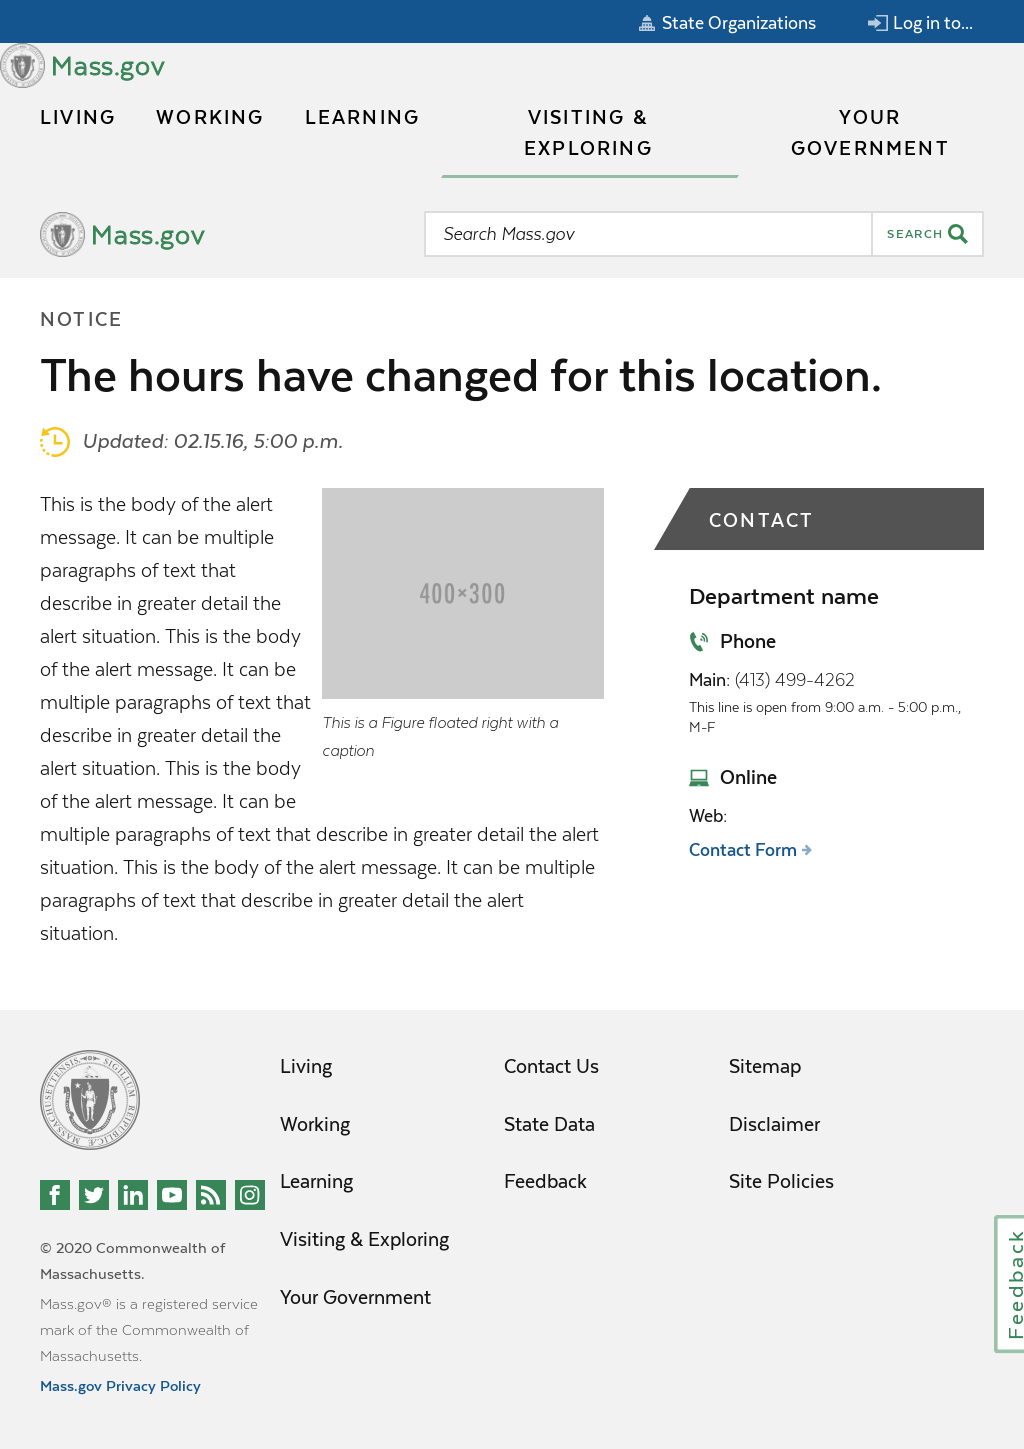 State Organizations
Log in to...
Mass.gov
LIVING
WORKING
LEARNING
VISITING &
EXPLORING
YOUR
GOVERNMENT
Mass.gov
Search Mass.gov
SEARCH
NOTICE
The hours have changed for this location.
Updated: 02.15.16, 5:00 p.m.
This is the body of the alert
message. It can be multiple
paragraphs of text that
describe in greater detail the
alert situation. This is the body
of the alert message. It can be
multiple paragraphs of text that
describe in greater detail the
alert situation. This is the body
of the alert message. It can be
multiple paragraphs of text that describe in greater detail the alert
situation. This is the body of the alert message. It can be multiple
paragraphs of text that describe in greater detail the alert
situation.
400×300
This is a Figure floated right with a
caption
CONTACT
Department name
Phone
Main: (413) 499-4262
This line is open from 9:00 a.m. - 5:00 p.m.,
M-F
Online
Web:
Contact Form
SIGILLUM REIPUBLICÆ MASSACHUSETTENSIS
© 2020 Commonwealth of
Massachusetts.
Mass.gov® is a registered service
mark of the Commonwealth of
Massachusetts.
Mass.gov Privacy Policy
Living
Working
Learning
Visiting & Exploring
Your Government
Contact Us
State Data
Feedback
Sitemap
Disclaimer
Site Policies
Feedback